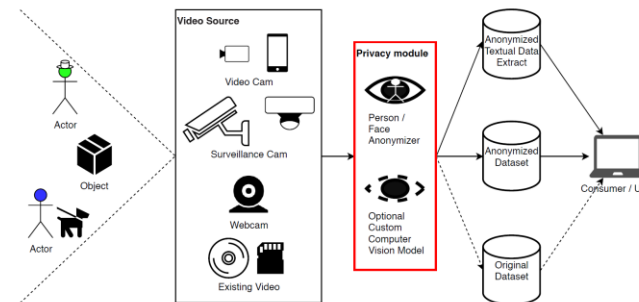 Video Source
Video Cam
Surveillance Cam
Webcam
Existing Video
Actor
Object
Actor
Privacy module
Person /
Face
Anonymizer
Optional
Custom
Computer
Vision Model
Anonymized
Textual Data
Extract
Anonymized
Dataset
Original
Dataset
Consumer / U